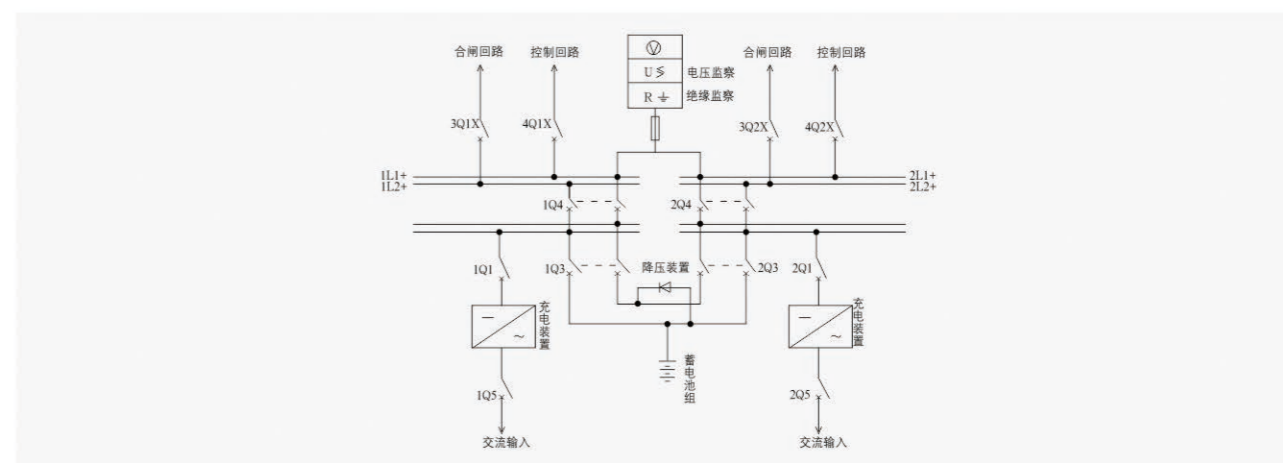 合闸回路 控制回路 合闸回路 控制回路
V
U 电压监察
R 绝缘监察
3Q1X 4Q1X 3Q2X 4Q2X
1L1+ 2L1+
1L2+ 2L2+
1Q4 2Q4
1Q1 1Q3 降压装置 2Q3 2Q1
充电装置 充电装置
蓄电池组
1Q5 2Q5
交流输入 交流输入